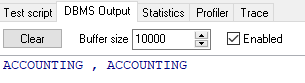 Test script DBMS Output Statistics Profiler Trace
Clear Buffer size 10000 Enabled
ACCOUNTING , ACCOUNTING